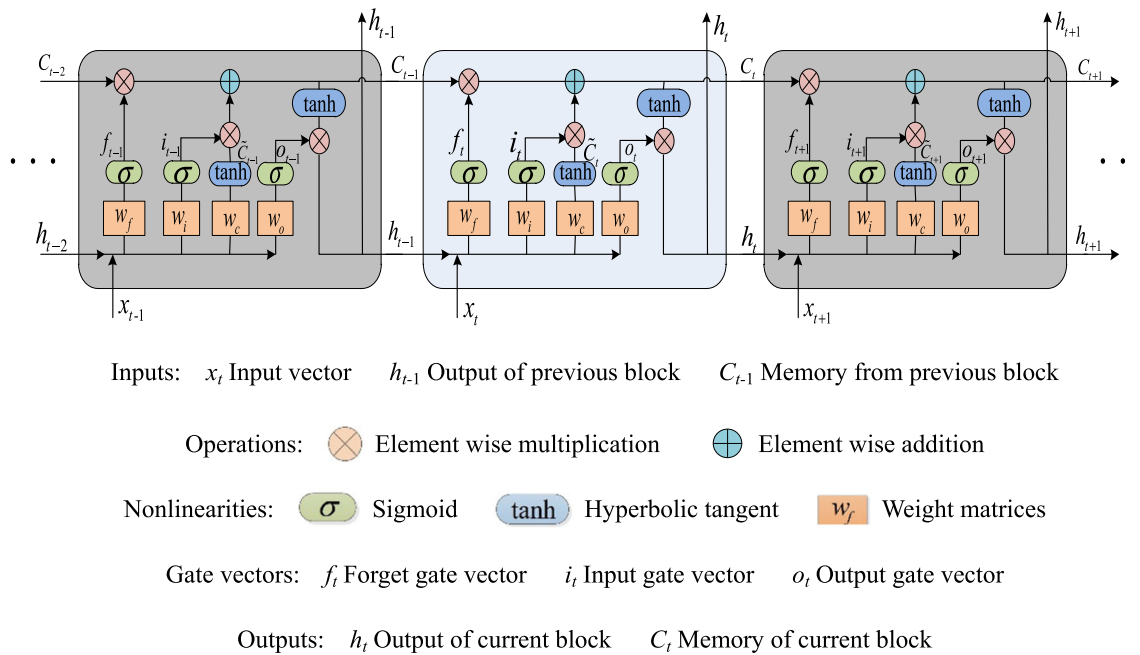 h_{t-1} h_t h_{t+1}
C_{t-2} C_{t-1} C_t C_{t+1}
tanh tanh tanh
f_{t-1} i_{t-1} C̃_{t-1} o_{t-1} f_t i_t C̃_t o_t f_{t+1} i_{t+1} C̃_{t+1} o_{t+1}
. . . . .
σ σ tanh σ σ σ tanh σ σ σ tanh σ
w_f w_i w_c w_o w_f w_i w_c w_o w_f w_i w_c w_o
h_{t-2} h_{t-1} h_t h_{t+1}
x_{t-1} x_t x_{t+1}
Inputs: x_t Input vector h_{t-1} Output of previous block C_{t-1} Memory from previous block
Operations: Element wise multiplication Element wise addition
Nonlinearities: σ Sigmoid tanh Hyperbolic tangent w_f Weight matrices
Gate vectors: f_t Forget gate vector i_t Input gate vector o_t Output gate vector
Outputs: h_t Output of current block C_t Memory of current block